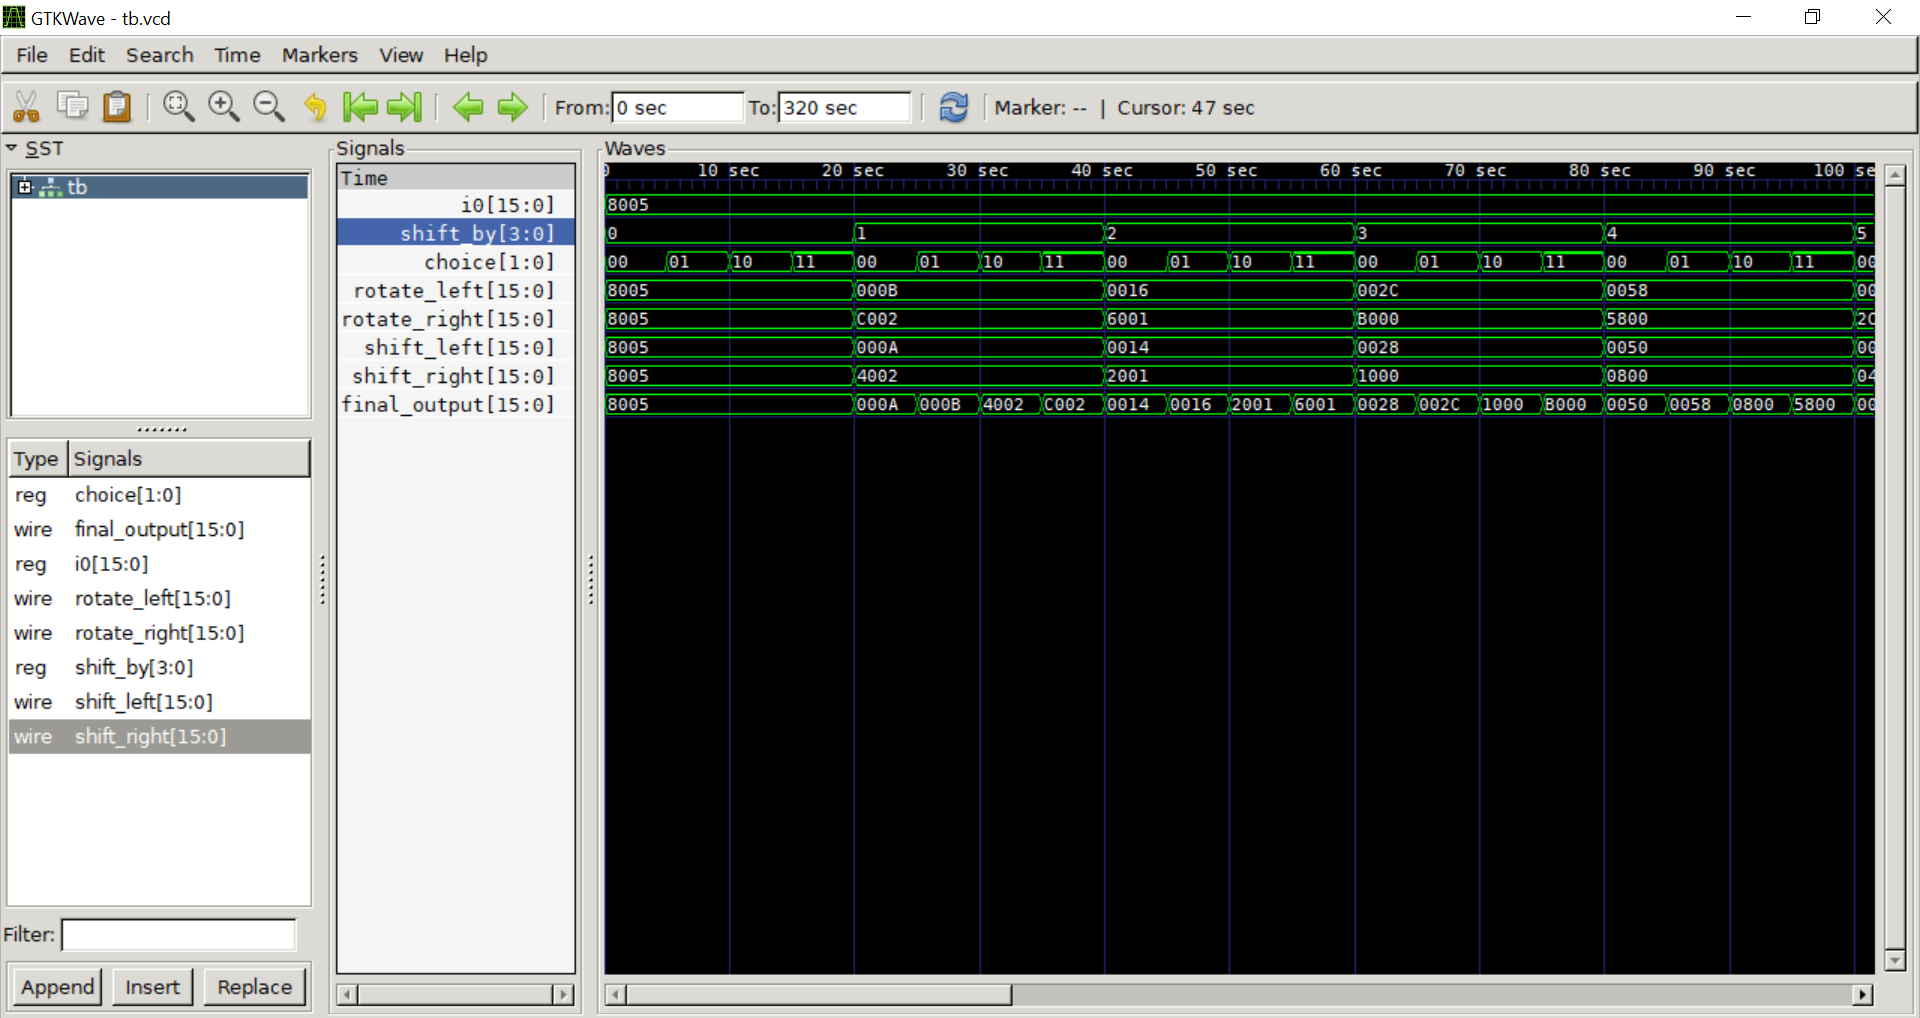 GTKWave - tb.vcd
File Edit Search Time Markers View Help
From: 0 sec To: 320 sec Marker: -- | Cursor: 47 sec
SST
tb
Type Signals
reg choice[1:0]
wire final_output[15:0]
reg i0[15:0]
wire rotate_left[15:0]
wire rotate_right[15:0]
reg shift_by[3:0]
wire shift_left[15:0]
wire shift_right[15:0]
Filter:
Append Insert Replace
Signals
Time
i0[15:0]
shift_by[3:0]
choice[1:0]
rotate_left[15:0]
rotate_right[15:0]
shift_left[15:0]
shift_right[15:0]
final_output[15:0]
Waves
10 sec 20 sec 30 sec 40 sec 50 sec 60 sec 70 sec 80 sec 90 sec 100 se
8005
0 1 2 3 4 5
00 01 10 11 00 01 10 11 00 01 10 11 00 01 10 11 00 01 10 11 00
8005 000B 0016 002C 0058 00
8005 C002 6001 B000 5800 2C
8005 000A 0014 0028 0050 00
8005 4002 2001 1000 0800 04
8005 000A 000B 4002 C002 0014 0016 2001 6001 0028 002C 1000 B000 0050 0058 0800 5800 00